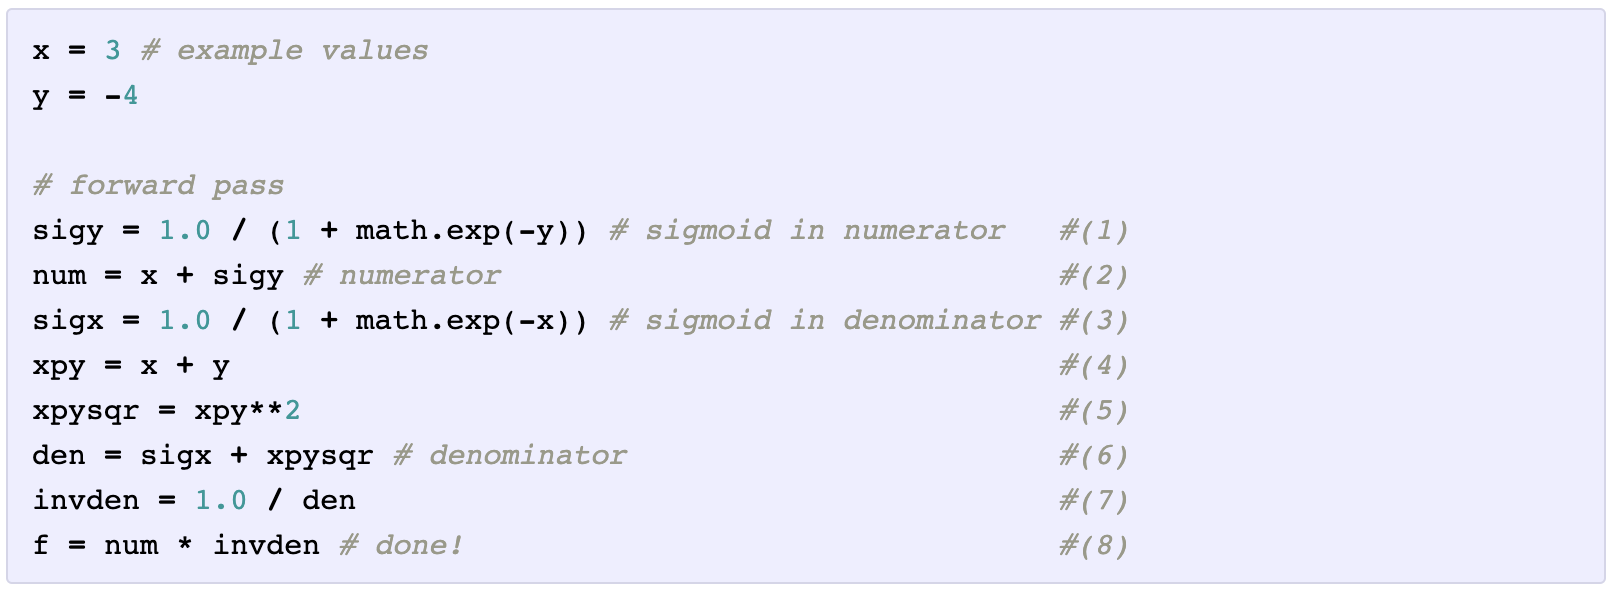 x = 3 # example values
y = -4

# forward pass
sigy = 1.0 / (1 + math.exp(-y)) # sigmoid in numerator   #(1)
num = x + sigy # numerator                               #(2)
sigx = 1.0 / (1 + math.exp(-x)) # sigmoid in denominator #(3)
xpy = x + y                                              #(4)
xpysqr = xpy**2                                          #(5)
den = sigx + xpysqr # denominator                        #(6)
invden = 1.0 / den                                       #(7)
f = num * invden # done!                                 #(8)